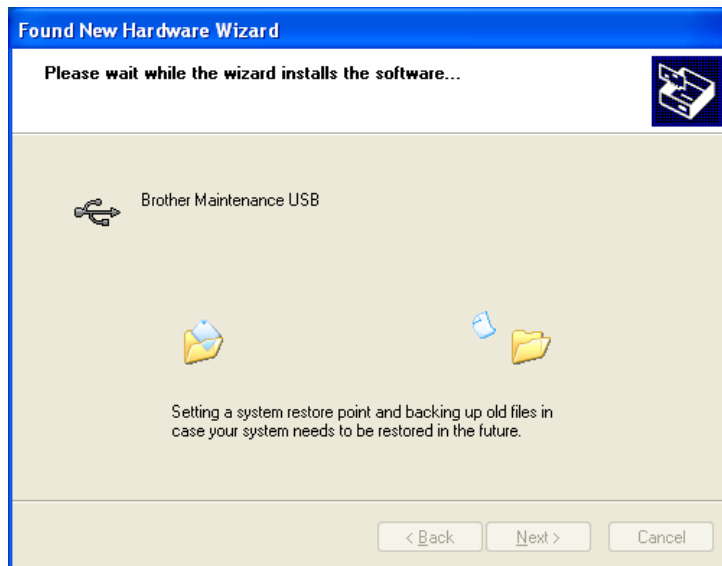 Found New Hardware Wizard
Please wait while the wizard installs the software...
Brother Maintenance USB
Setting a system restore point and backing up old files in
case your system needs to be restored in the future.
< Back
Next >
Cancel